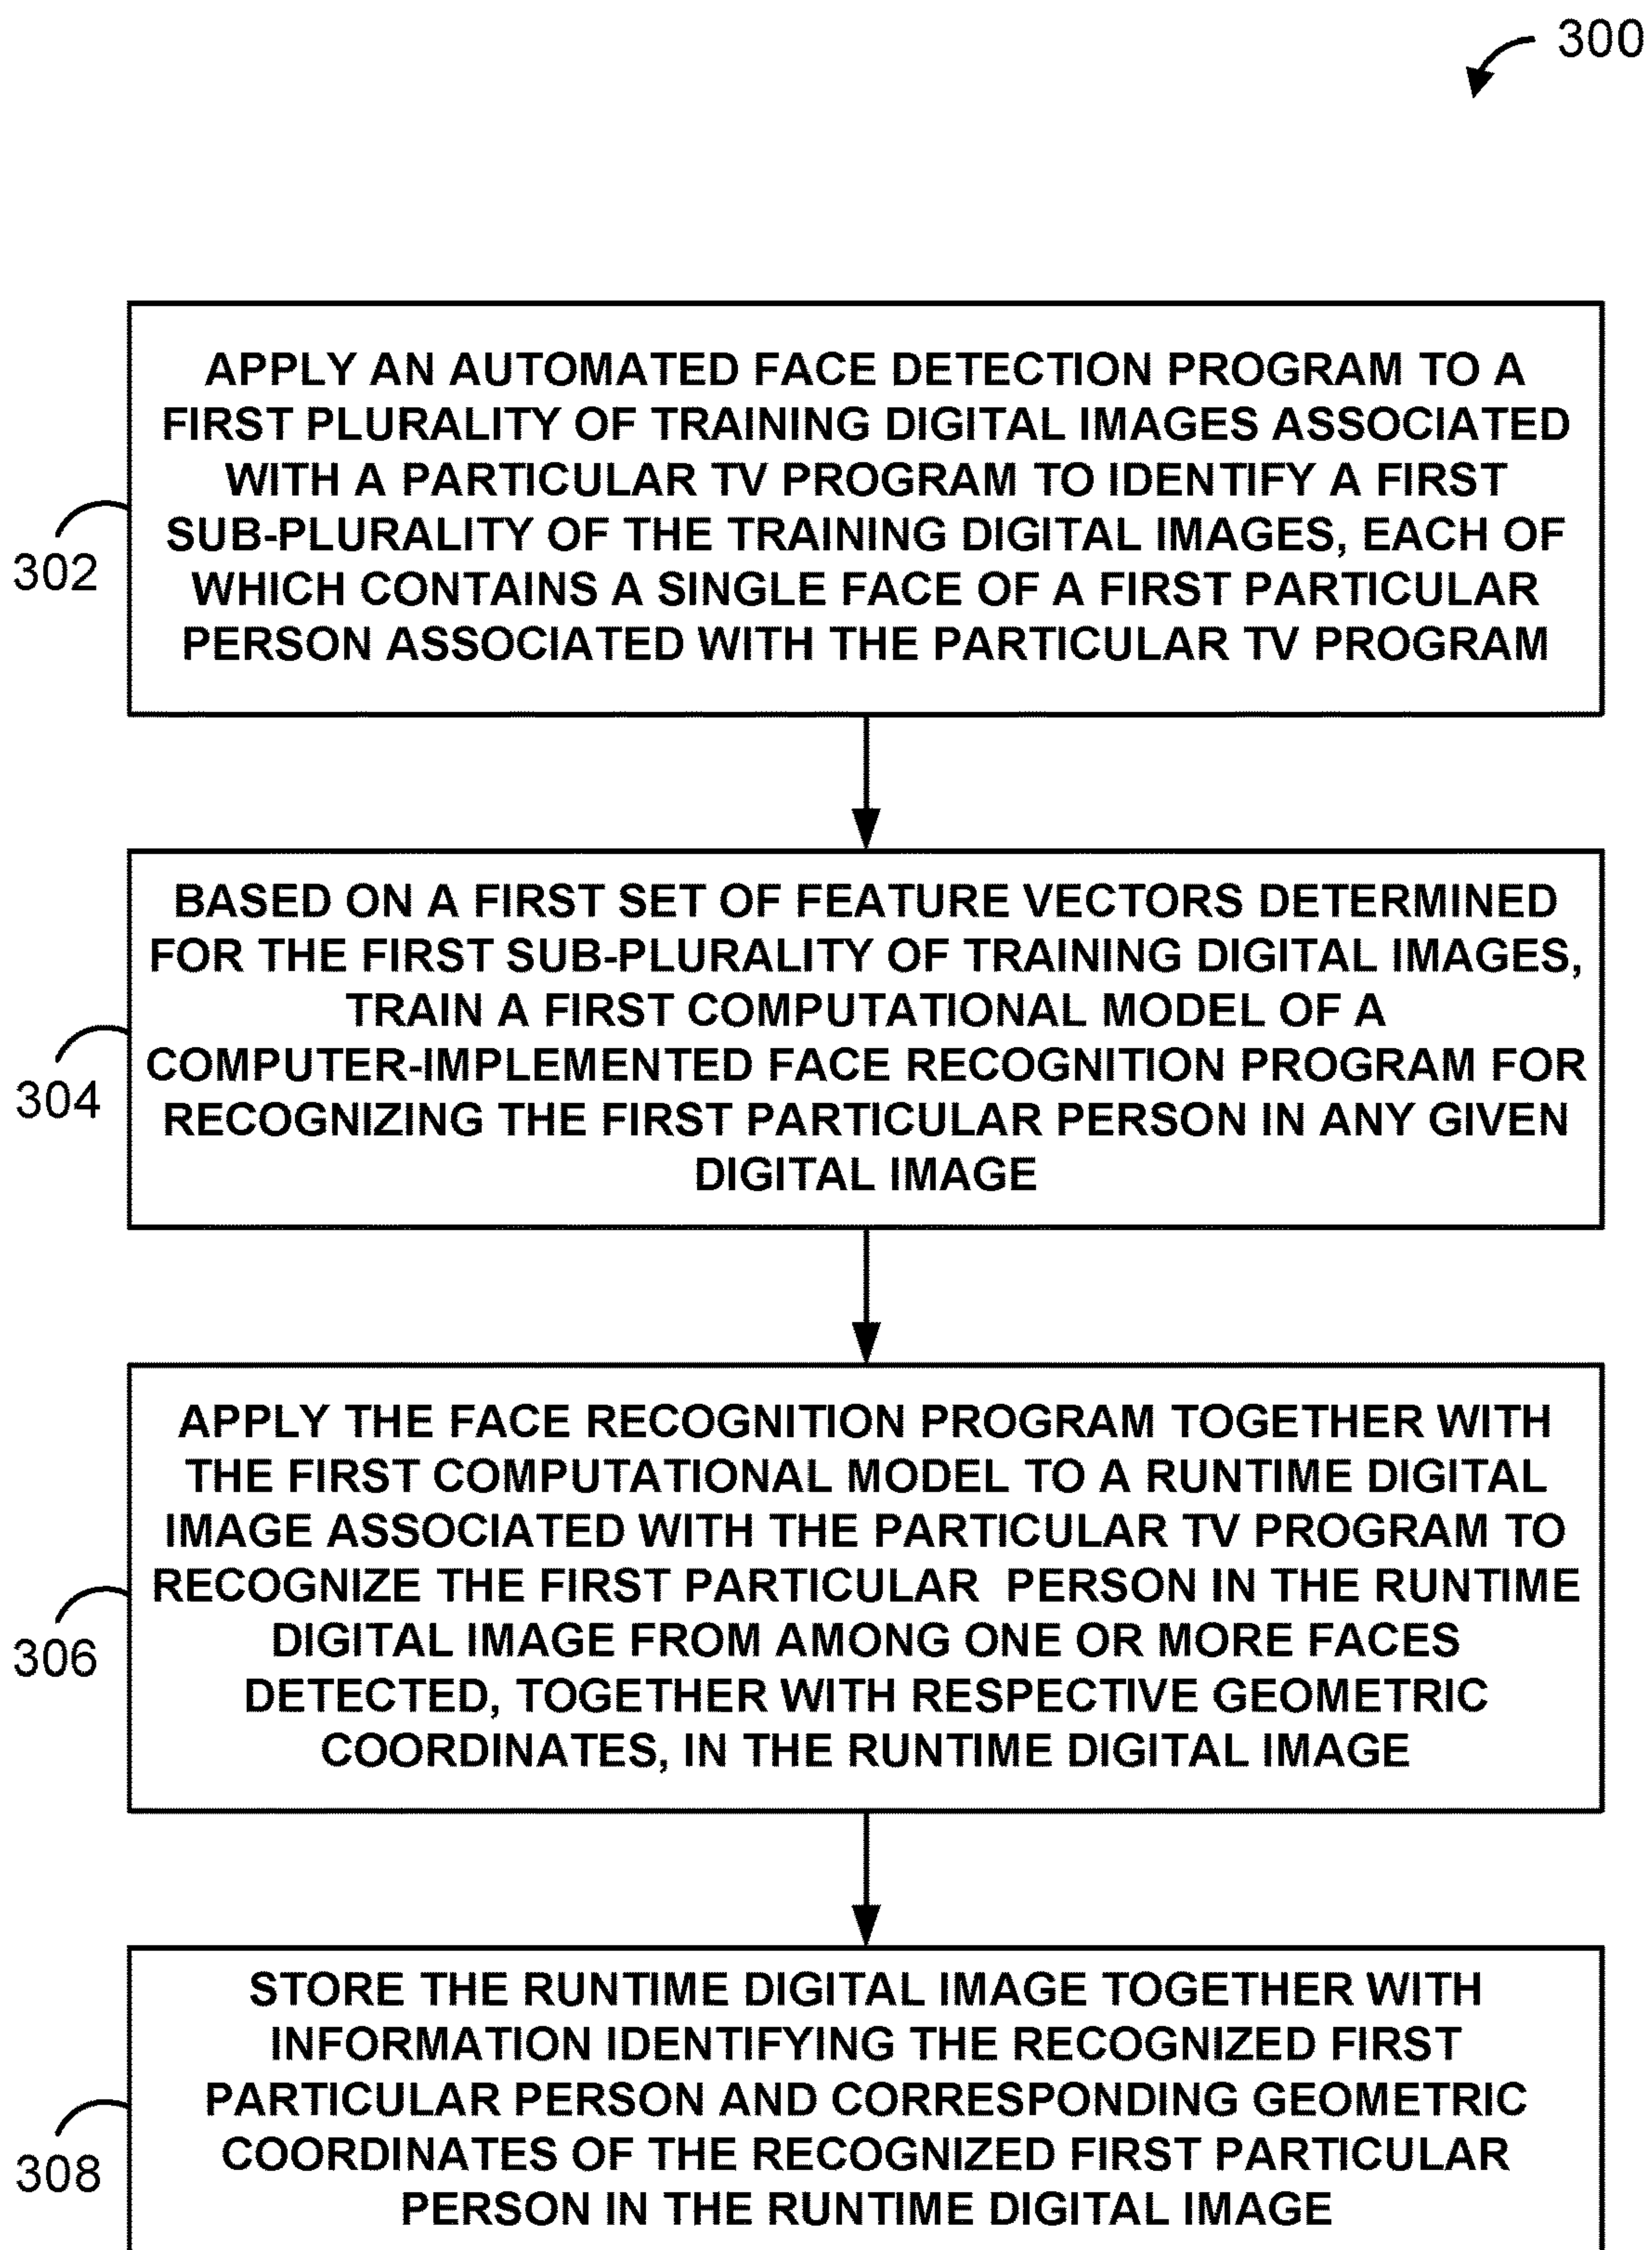 300
APPLY AN AUTOMATED FACE DETECTION PROGRAM TO A
FIRST PLURALITY OF TRAINING DIGITAL IMAGES ASSOCIATED
WITH A PARTICULAR TV PROGRAM TO IDENTIFY A FIRST
SUB-PLURALITY OF THE TRAINING DIGITAL IMAGES, EACH OF
WHICH CONTAINS A SINGLE FACE OF A FIRST PARTICULAR
PERSON ASSOCIATED WITH THE PARTICULAR TV PROGRAM
302
BASED ON A FIRST SET OF FEATURE VECTORS DETERMINED
FOR THE FIRST SUB-PLURALITY OF TRAINING DIGITAL IMAGES,
TRAIN A FIRST COMPUTATIONAL MODEL OF A
COMPUTER-IMPLEMENTED FACE RECOGNITION PROGRAM FOR
RECOGNIZING THE FIRST PARTICULAR PERSON IN ANY GIVEN
DIGITAL IMAGE
304
APPLY THE FACE RECOGNITION PROGRAM TOGETHER WITH
THE FIRST COMPUTATIONAL MODEL TO A RUNTIME DIGITAL
IMAGE ASSOCIATED WITH THE PARTICULAR TV PROGRAM TO
RECOGNIZE THE FIRST PARTICULAR PERSON IN THE RUNTIME
DIGITAL IMAGE FROM AMONG ONE OR MORE FACES
DETECTED, TOGETHER WITH RESPECTIVE GEOMETRIC
COORDINATES, IN THE RUNTIME DIGITAL IMAGE
306
STORE THE RUNTIME DIGITAL IMAGE TOGETHER WITH
INFORMATION IDENTIFYING THE RECOGNIZED FIRST
PARTICULAR PERSON AND CORRESPONDING GEOMETRIC
COORDINATES OF THE RECOGNIZED FIRST PARTICULAR
PERSON IN THE RUNTIME DIGITAL IMAGE
308